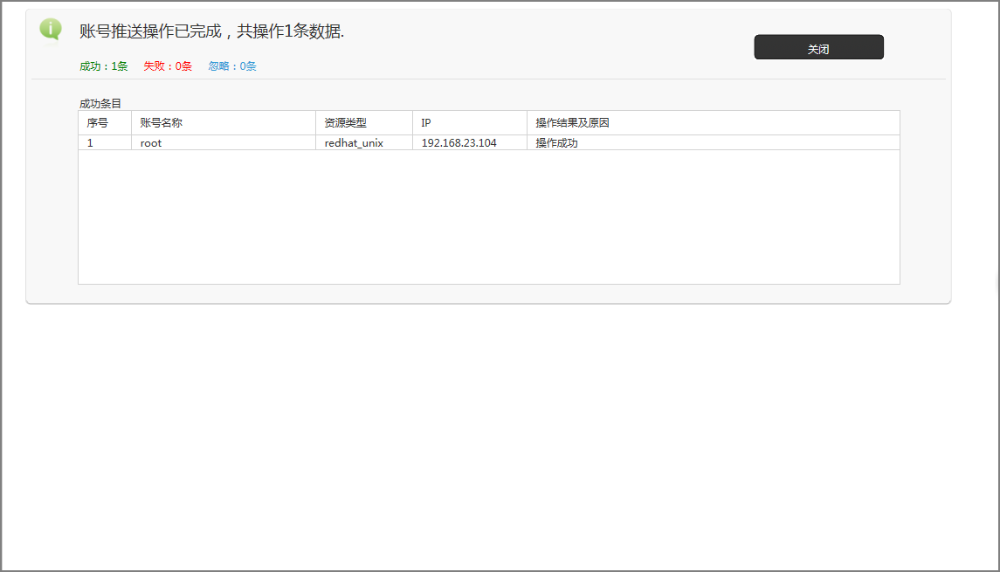 账号推送操作已完成，共操作1条数据.
关闭
成功：1条 失败：0条 忽略：0条
成功条目
序号 账号名称 资源类型 IP 操作结果及原因
1 root redhat_unix 192.168.23.104 操作成功